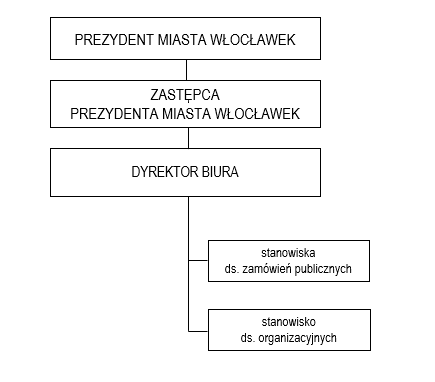 PREZYDENT MIASTA WŁOCŁAWEK
ZASTĘPCA
PREZYDENTA MIASTA WŁOCŁAWEK
DYREKTOR BIURA
stanowiska
ds. zamówień publicznych
stanowisko
ds. organizacyjnych